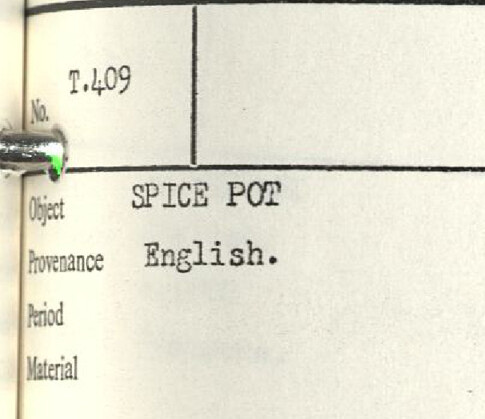 No. T.409
Object SPICE POT
Provenance English.
Period
Material